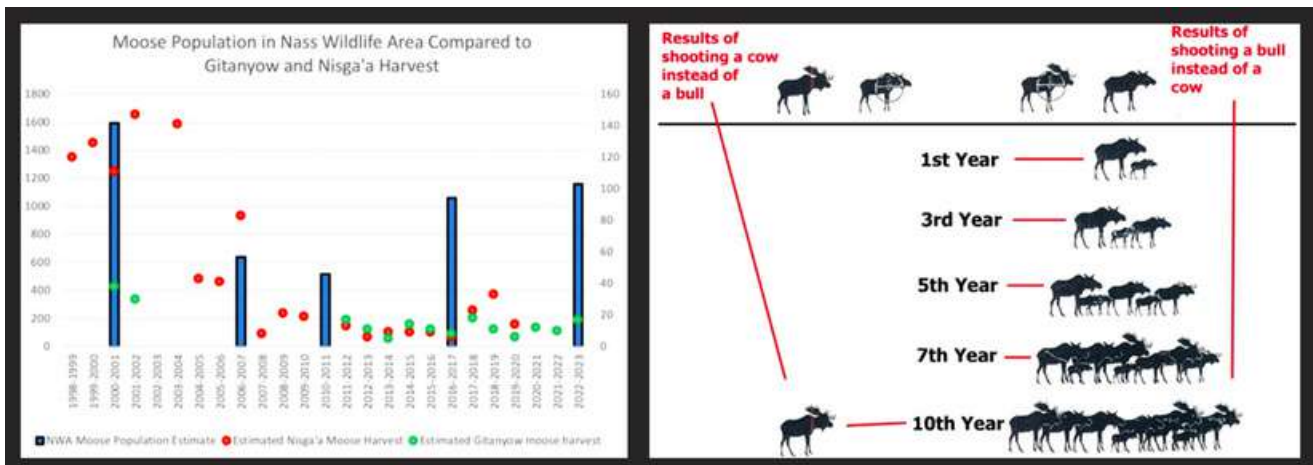 Moose Population in Nass Wildlife Area Compared to
Gitanyow and Nisga'a Harvest
1800
1600
1400
1200
1000
800
600
400
200
0
160
140
120
100
80
60
40
20
0
1998-1999
1999-2000
2000-2001
2001-2002
2002-2003
2003-2004
2004-2005
2005-2006
2006-2007
2007-2008
2008-2009
2009-2010
2010-2011
2011-2012
2012-2013
2013-2014
2014-2015
2015-2016
2016-2017
2017-2018
2018-2019
2019-2020
2020-2021
2021-2022
2022-2023
NWA Moose Population Estimate
Estimated Nisga'a Moose Harvest
Estimated Gitanyow moose harvest
Results of
shooting a cow
instead of
a bull
Results of
shooting a bull
instead of a
cow
1st Year
3rd Year
5th Year
7th Year
10th Year